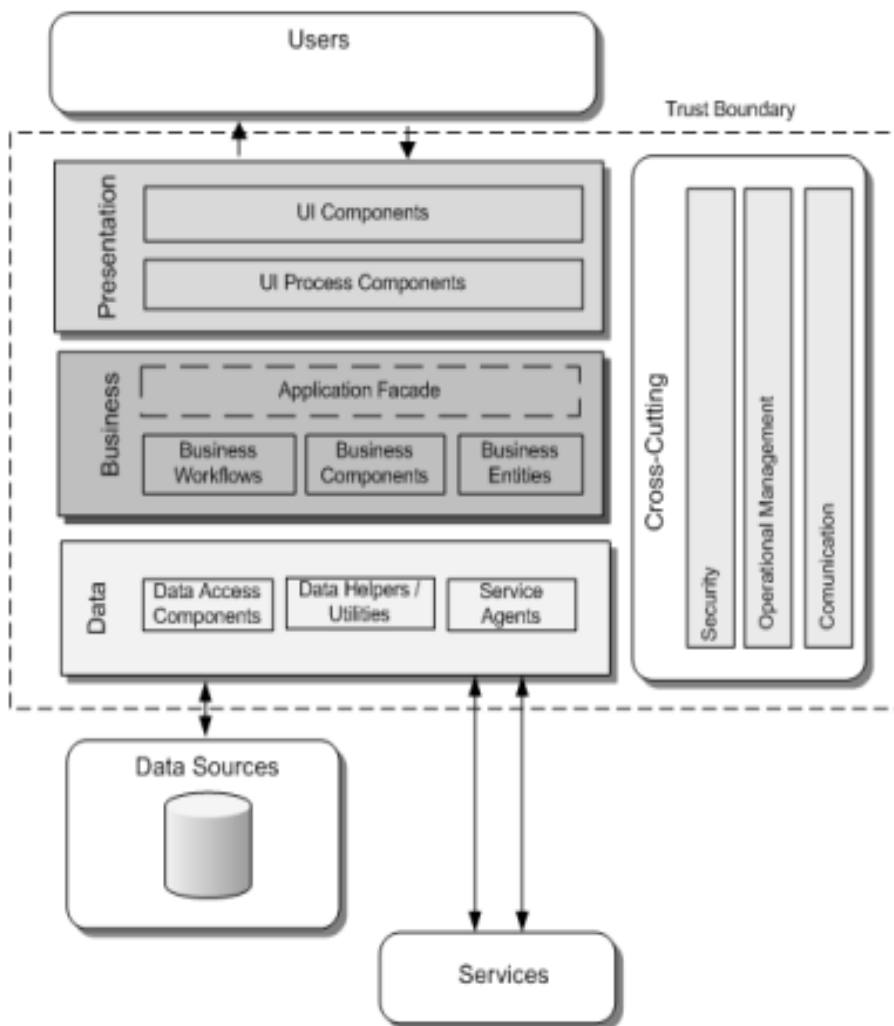 Users
Trust Boundary
Presentation
UI Components
UI Process Components
Business
Application Facade
Business
Workflows
Business
Components
Business
Entities
Data
Data Access
Components
Data Helpers /
Utilities
Service
Agents
Cross-Cutting
Security
Operational Management
Comunication
Data Sources
Services